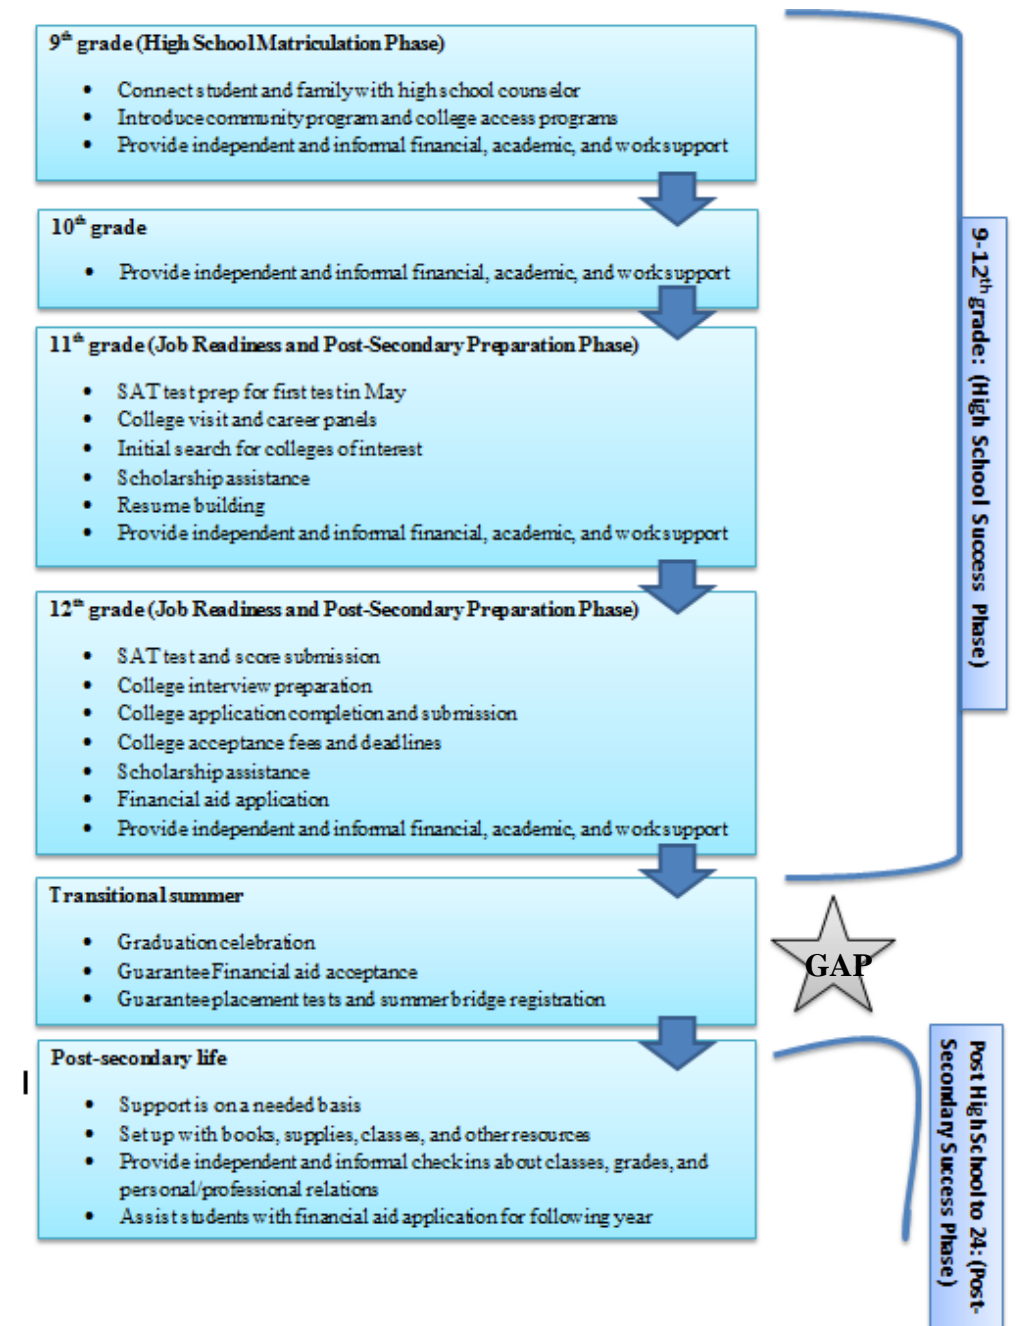 9th grade (High School Matriculation Phase)
• Connect student and family with high school counselor
• Introduce community program and college access programs
• Provide independent and informal financial, academic, and work support
10th grade
• Provide independent and informal financial, academic, and work support
11th grade (Job Readiness and Post-Secondary Preparation Phase)
• SAT test prep for first test in May
• College visit and career panels
• Initial search for colleges of interest
• Scholarship assistance
• Resume building
• Provide independent and informal financial, academic, and work support
12th grade (Job Readiness and Post-Secondary Preparation Phase)
• SAT test and score submission
• College interview preparation
• College application completion and submission
• College acceptance fees and deadlines
• Scholarship assistance
• Financial aid application
• Provide independent and informal financial, academic, and work support
9-12th grade: (High School Success Phase)
Transitional summer
• Graduation celebration
• Guarantee Financial aid acceptance
• Guarantee placement tests and summer bridge registration
GAP
Post-secondary life
• Support is on a needed basis
• Set up with books, supplies, classes, and other resources
• Provide independent and informal check ins about classes, grades, and
personal/professional relations
• Assist students with financial aid application for following year
Post High School to 24: (Post-
Secondary Success Phase)